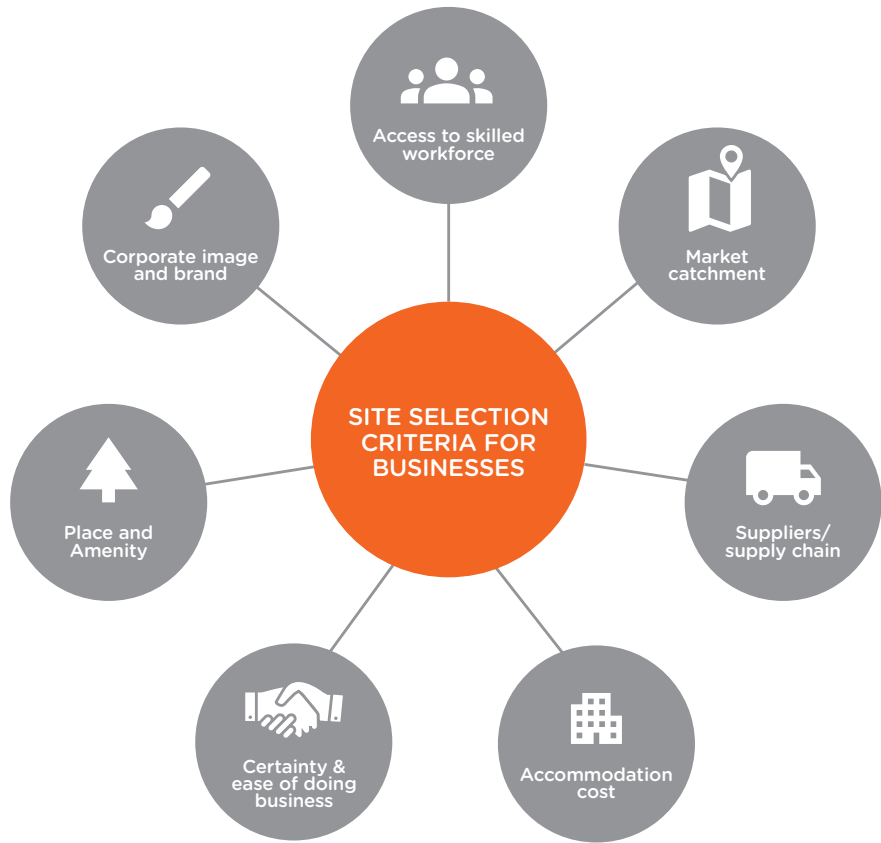 Access to skilled
workforce
Market
catchment
Suppliers/
supply chain
Accommodation
cost
Certainty &
ease of doing
business
Place and
Amenity
Corporate image
and brand
SITE SELECTION
CRITERIA FOR
BUSINESSES